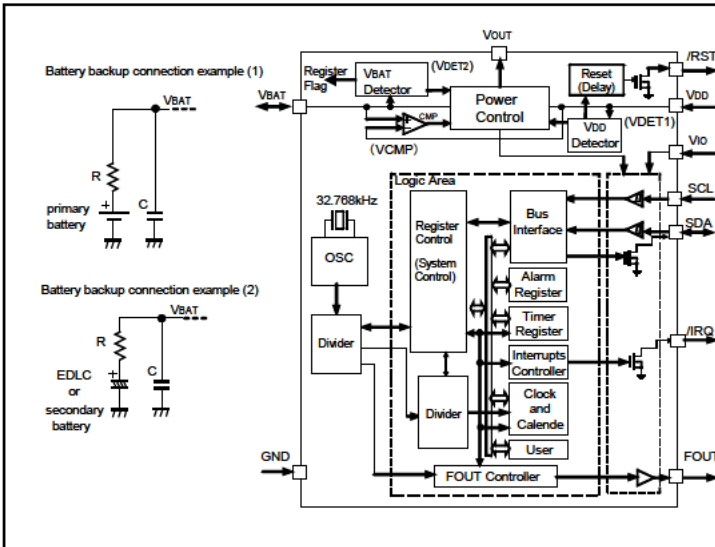 VOUT
/RST
Battery backup connection example (1)
Register
Flag
VBAT
Detector
(VDET2)
Reset
(Delay)
VBAT
VBAT
Power
Control
VDD
CMP
(VCMP)
VDD
Detector
(VDET1)
VIO
R
+
C
primary
battery
32.768kHz
OSC
Logic Area
Register
Control
(System
Control)
Bus
Interface
SCL
SDA
Battery backup connection example (2)
VBAT
R
+
C
EDLC
or
secondary
battery
Divider
Alarm
Register
Timer
Register
Interrupts
Controller
/IRQ
Divider
Clock
and
Calende
User
GND
FOUT Controller
FOUT